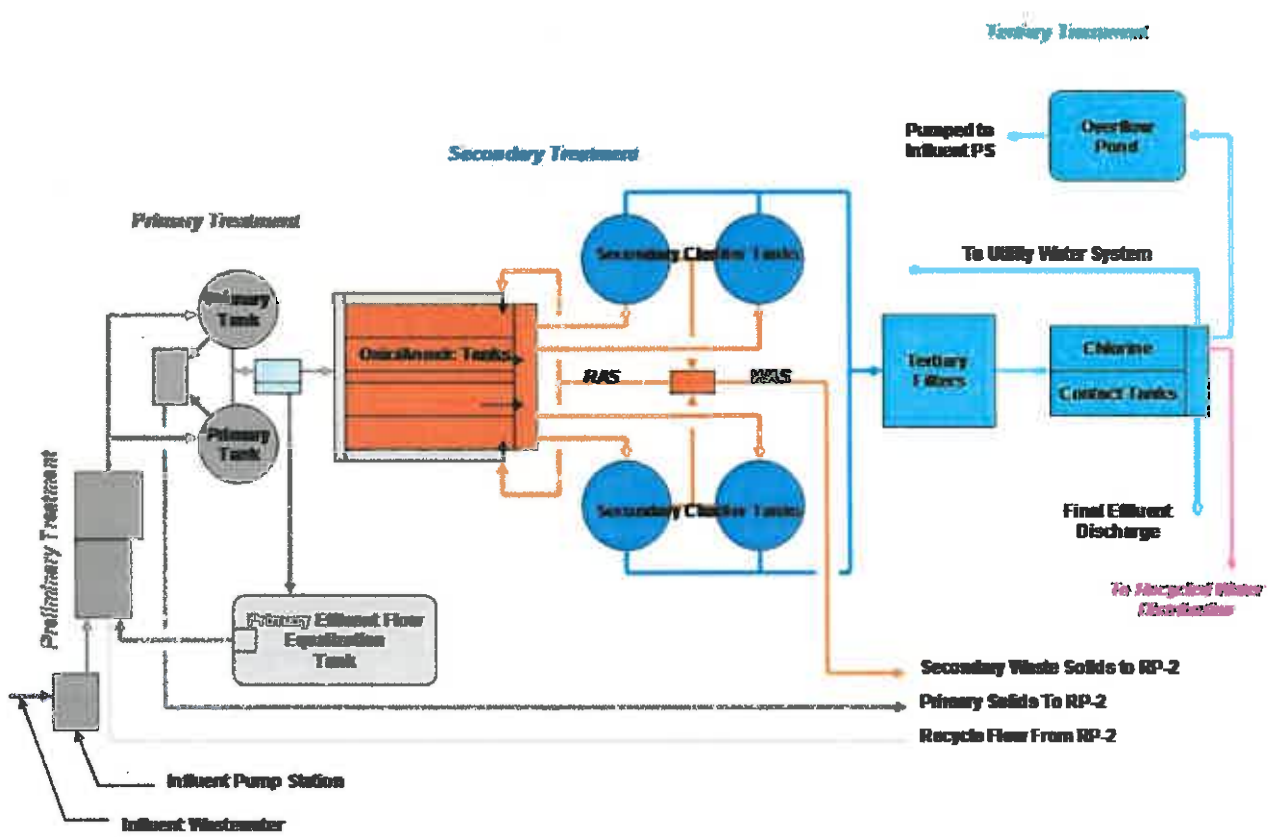 Tertiary Treatment
Overflow
Pond
Pumped to
Influent PS
Secondary Treatment
Primary Treatment
To Utility Water System
Secondary Clarifier Tanks
Primary
Tank
Tanks
Chlorine
Contact Tanks
Tertiary
Filters
RAS
WAS
Primary
Tank
Preliminary Treatment
Secondary Clarifier Tanks
Final Effluent
Discharge
To Recycled Water
Distribution
Primary Effluent Flow
Equalization
Tank
Secondary Waste Solids to RP-2
Primary Solids To RP-2
Recycle Flow From RP-2
Influent Pump Station
Influent Wastewater